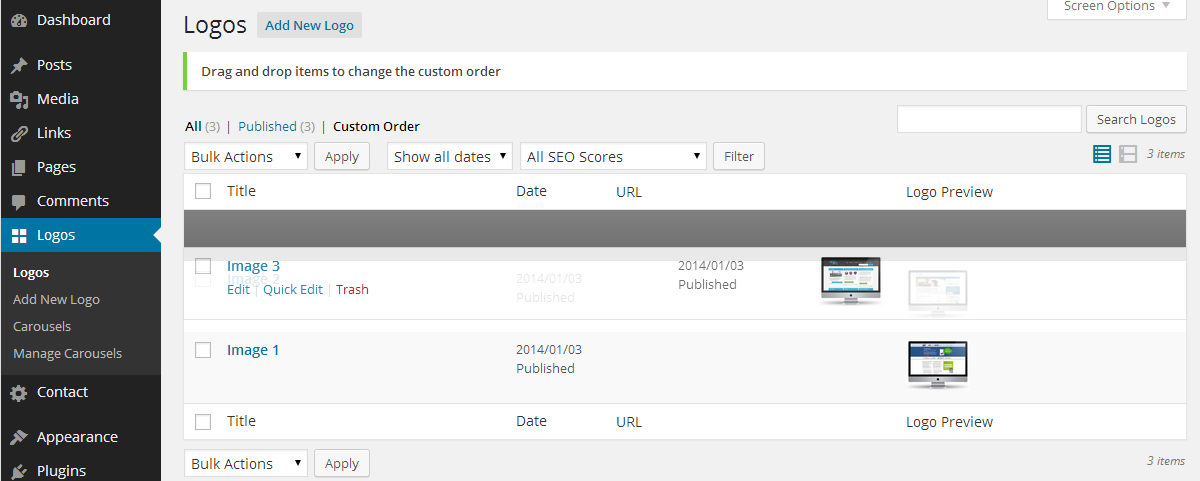 Dashboard
Posts
Media
Links
Pages
Comments
Logos
Logos
Add New Logo
Carousels
Manage Carousels
Contact
Appearance
Plugins
Screen Options
Logos Add New Logo
Drag and drop items to change the custom order
All (3) | Published (3) | Custom Order
Search Logos
Bulk Actions Apply Show all dates All SEO Scores Filter
3 items
Title Date URL Logo Preview
Image 3 2014/01/03
Image 2 2014/01/03
Edit | Quick Edit | Trash Published
Published
Image 1 2014/01/03
Published
Title Date URL Logo Preview
Bulk Actions Apply
3 items